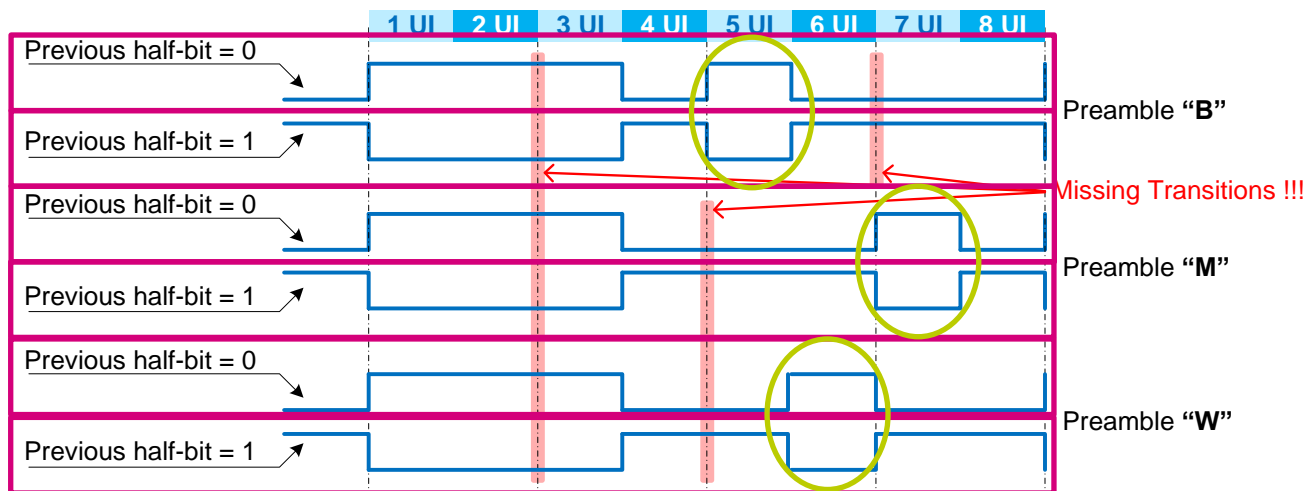 1 UI 2 UI 3 UI 4 UI 5 UI 6 UI 7 UI 8 UI
Previous half-bit = 0
Preamble “B”
Previous half-bit = 1
Missing Transitions !!!
Previous half-bit = 0
Preamble “M”
Previous half-bit = 1
Previous half-bit = 0
Preamble “W”
Previous half-bit = 1